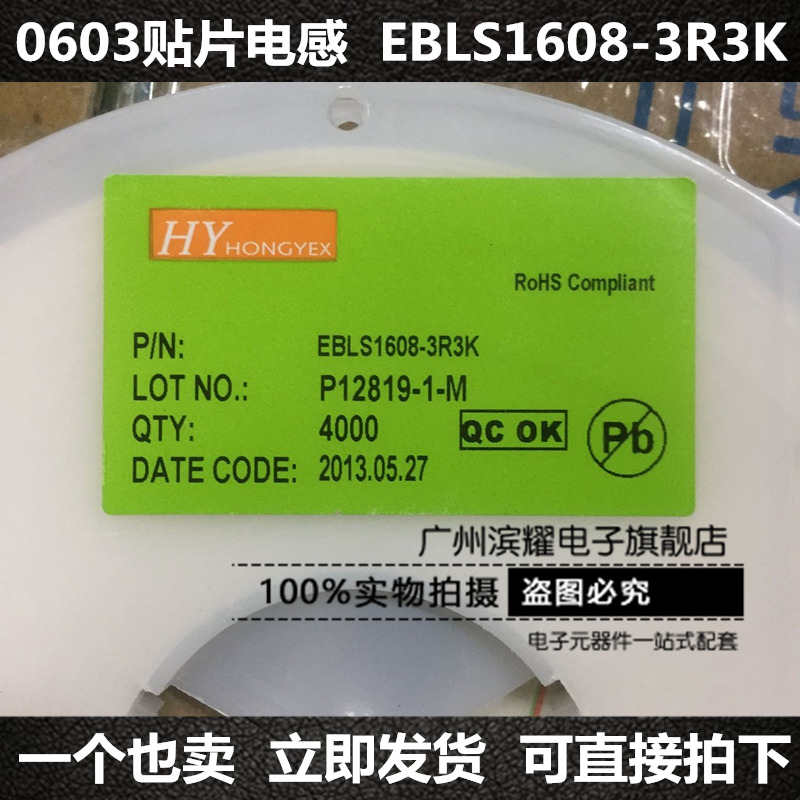 0603贴片电感 EBLS1608-3R3K
HY HONGYEX
RoHS Compliant
P/N: EBLS1608-3R3K
LOT NO.: P12819-1-M
QTY: 4000 QC OK Pb
DATE CODE: 2013.05.27
广州滨耀电子旗舰店
100%实物拍摄 盗图必究
电子元器件一站式配套
一个也卖 立即发货 可直接拍下